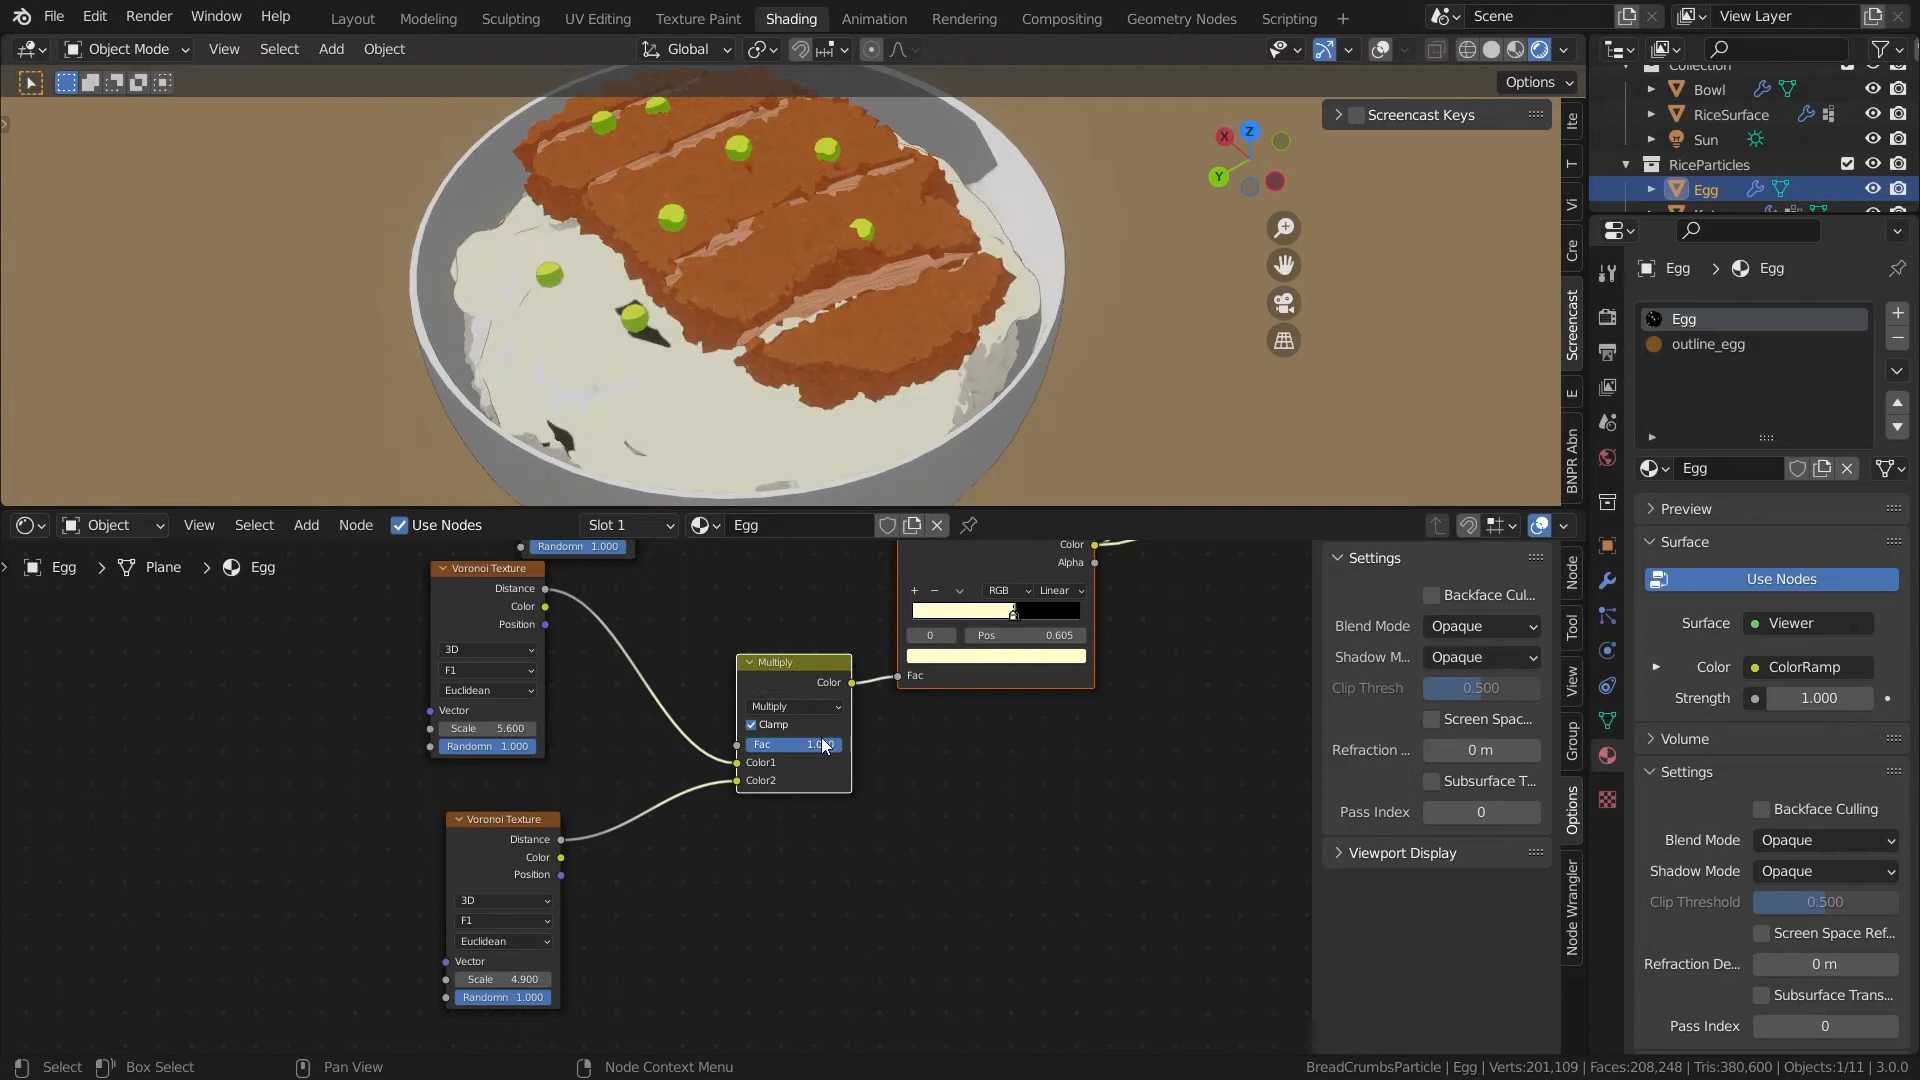 File Edit Render Window Help Layout Modeling Sculpting UV Editing Texture Paint Shading Animation Rendering Compositing Geometry Nodes Scripting + Scene View Layer
Object Mode View Select Add Object Global
Options
Screencast Keys
X Z Y
Ite
T
Vi
Cre
Screencast
E
BNPR Abn
Collection
Bowl
RiceSurface
Sun
RiceParticles
Egg
Egg > Egg
Egg
outline_egg
Egg
Preview
Surface
Use Nodes
Surface Viewer
Color ColorRamp
Strength 1.000
Volume
Settings
Backface Culling
Blend Mode Opaque
Shadow Mode Opaque
Clip Threshold 0.500
Screen Space Ref...
Refraction De... 0 m
Subsurface Trans...
Pass Index 0
Object View Select Add Node Use Nodes Slot 1 Egg
Egg > Plane > Egg
Randomn 1.000
Voronoi Texture
Distance
Color
Position
3D
F1
Euclidean
Vector
Scale 5.600
Randomn 1.000
Voronoi Texture
Distance
Color
Position
3D
F1
Euclidean
Vector
Scale 4.900
Randomn 1.000
Multiply
Color
Multiply
Clamp
Fac
Color1
Color2
Color
Alpha
+ − RGB Linear
0 Pos 0.605
Fac
Settings
Backface Cul...
Blend Mode Opaque
Shadow M... Opaque
Clip Thresh 0.500
Screen Spac...
Refraction ... 0 m
Subsurface T...
Pass Index 0
Viewport Display
Node
Tool
View
Group
Options
Node Wrangler
Select Box Select Pan View Node Context Menu BreadCrumbsParticle | Egg | Verts:201,109 | Faces:208,248 | Tris:380,600 | Objects:1/11 | 3.0.0